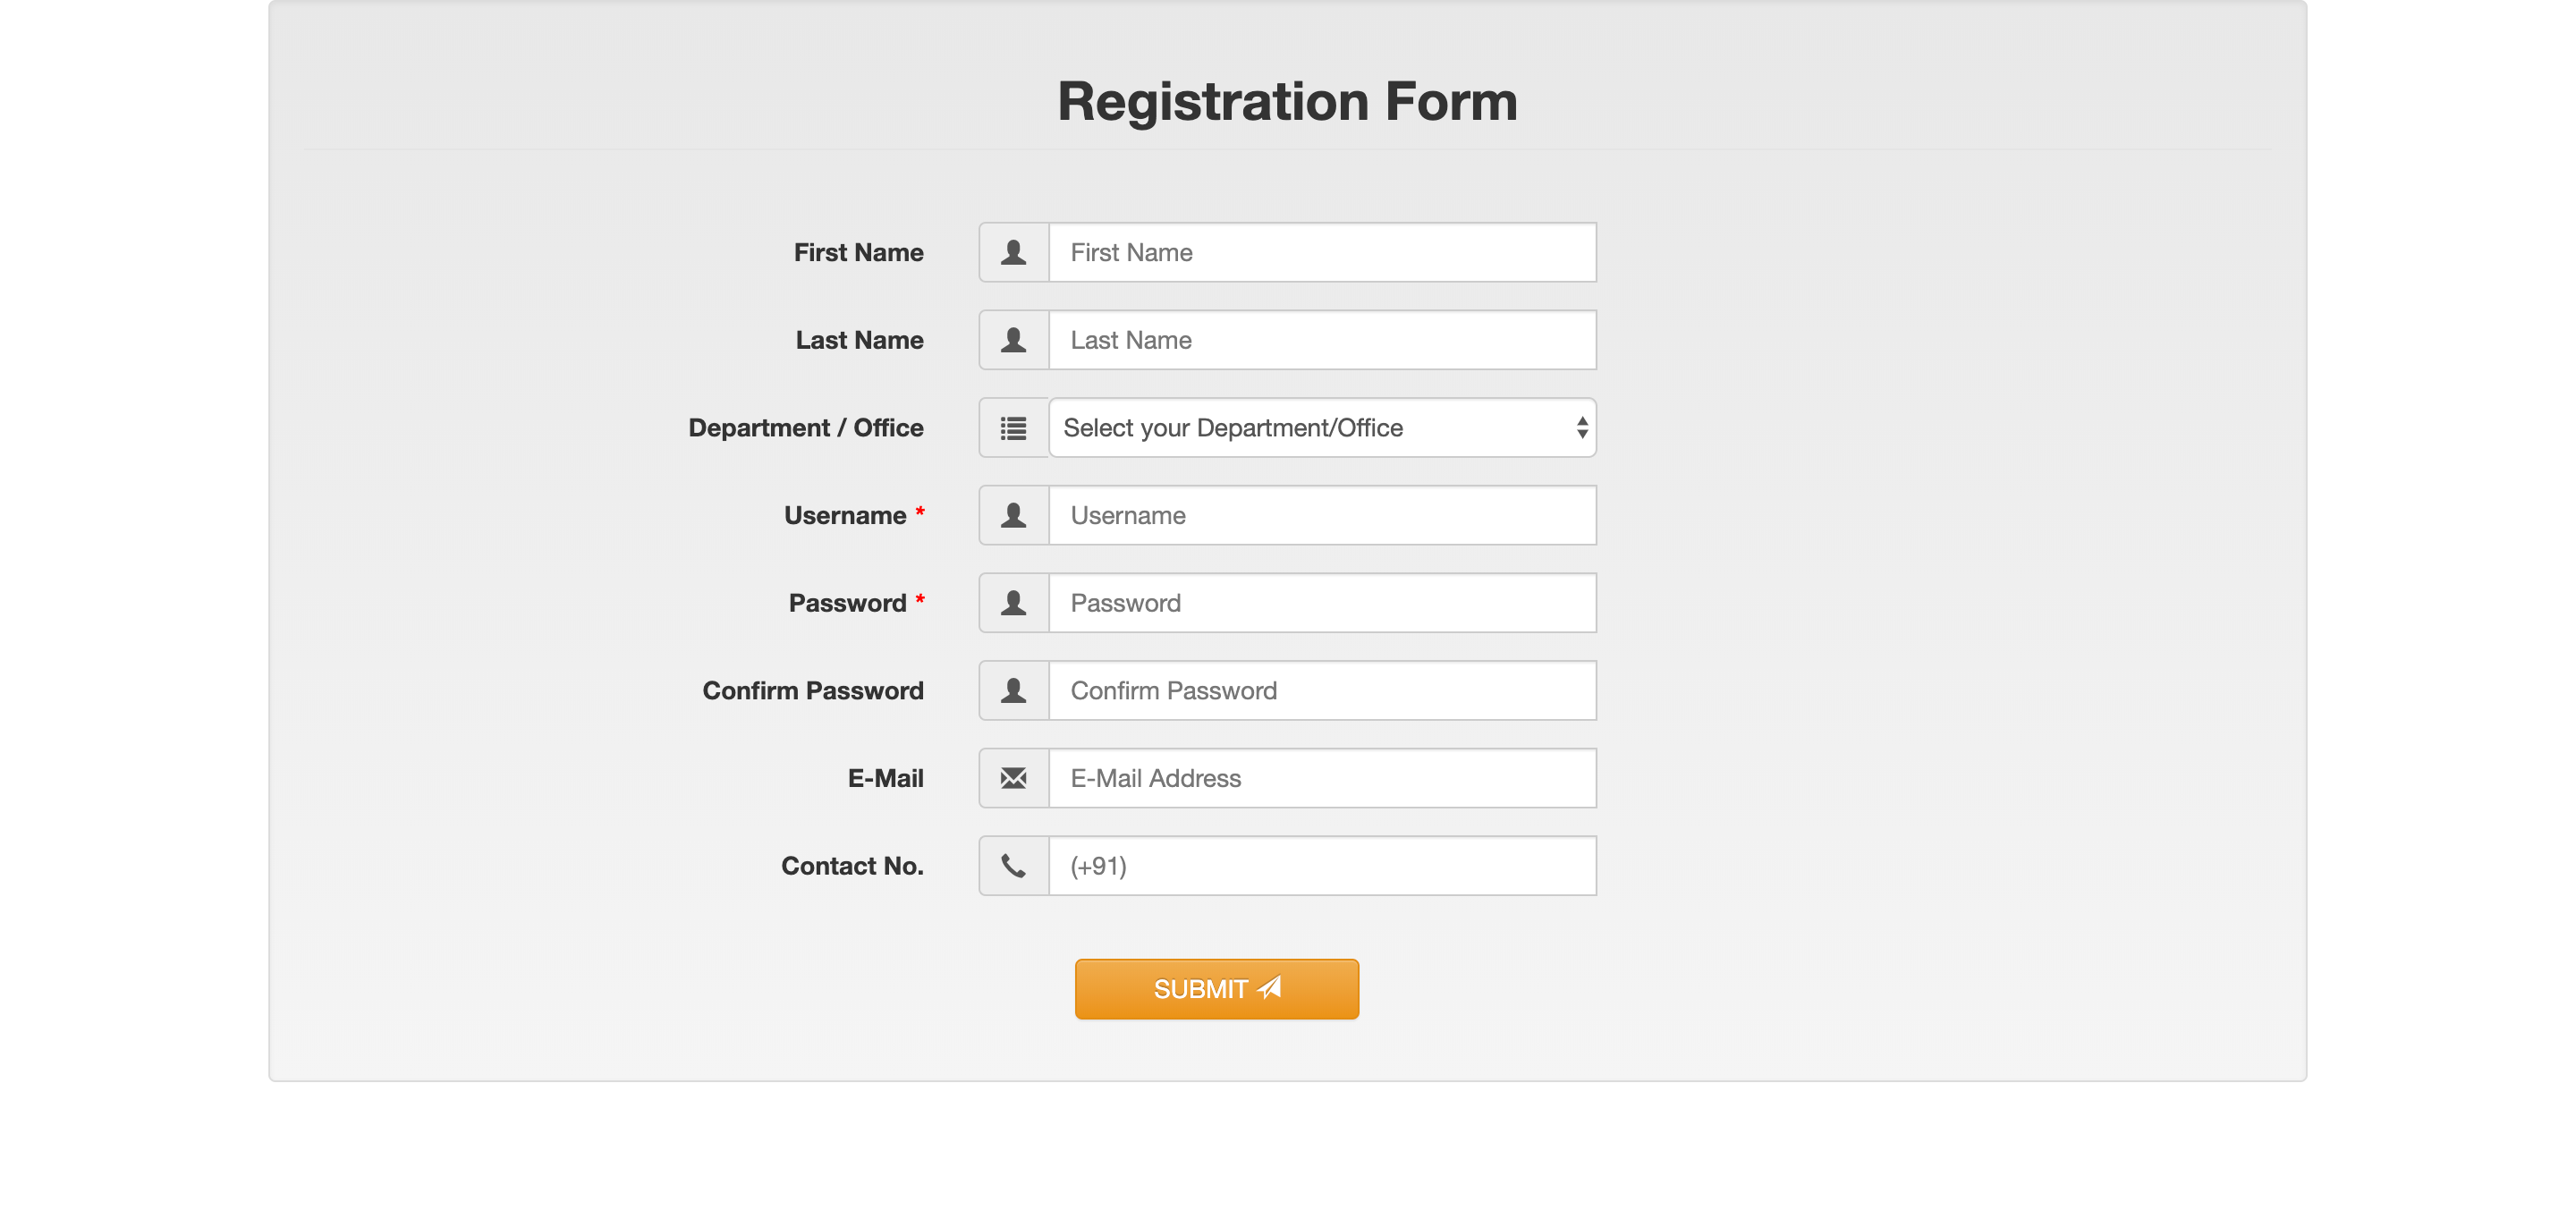 Registration Form
First Name First Name
Last Name Last Name
Department / Office Select your Department/Office
Username * Username
Password * Password
Confirm Password Confirm Password
E-Mail E-Mail Address
Contact No. (+91)
SUBMIT